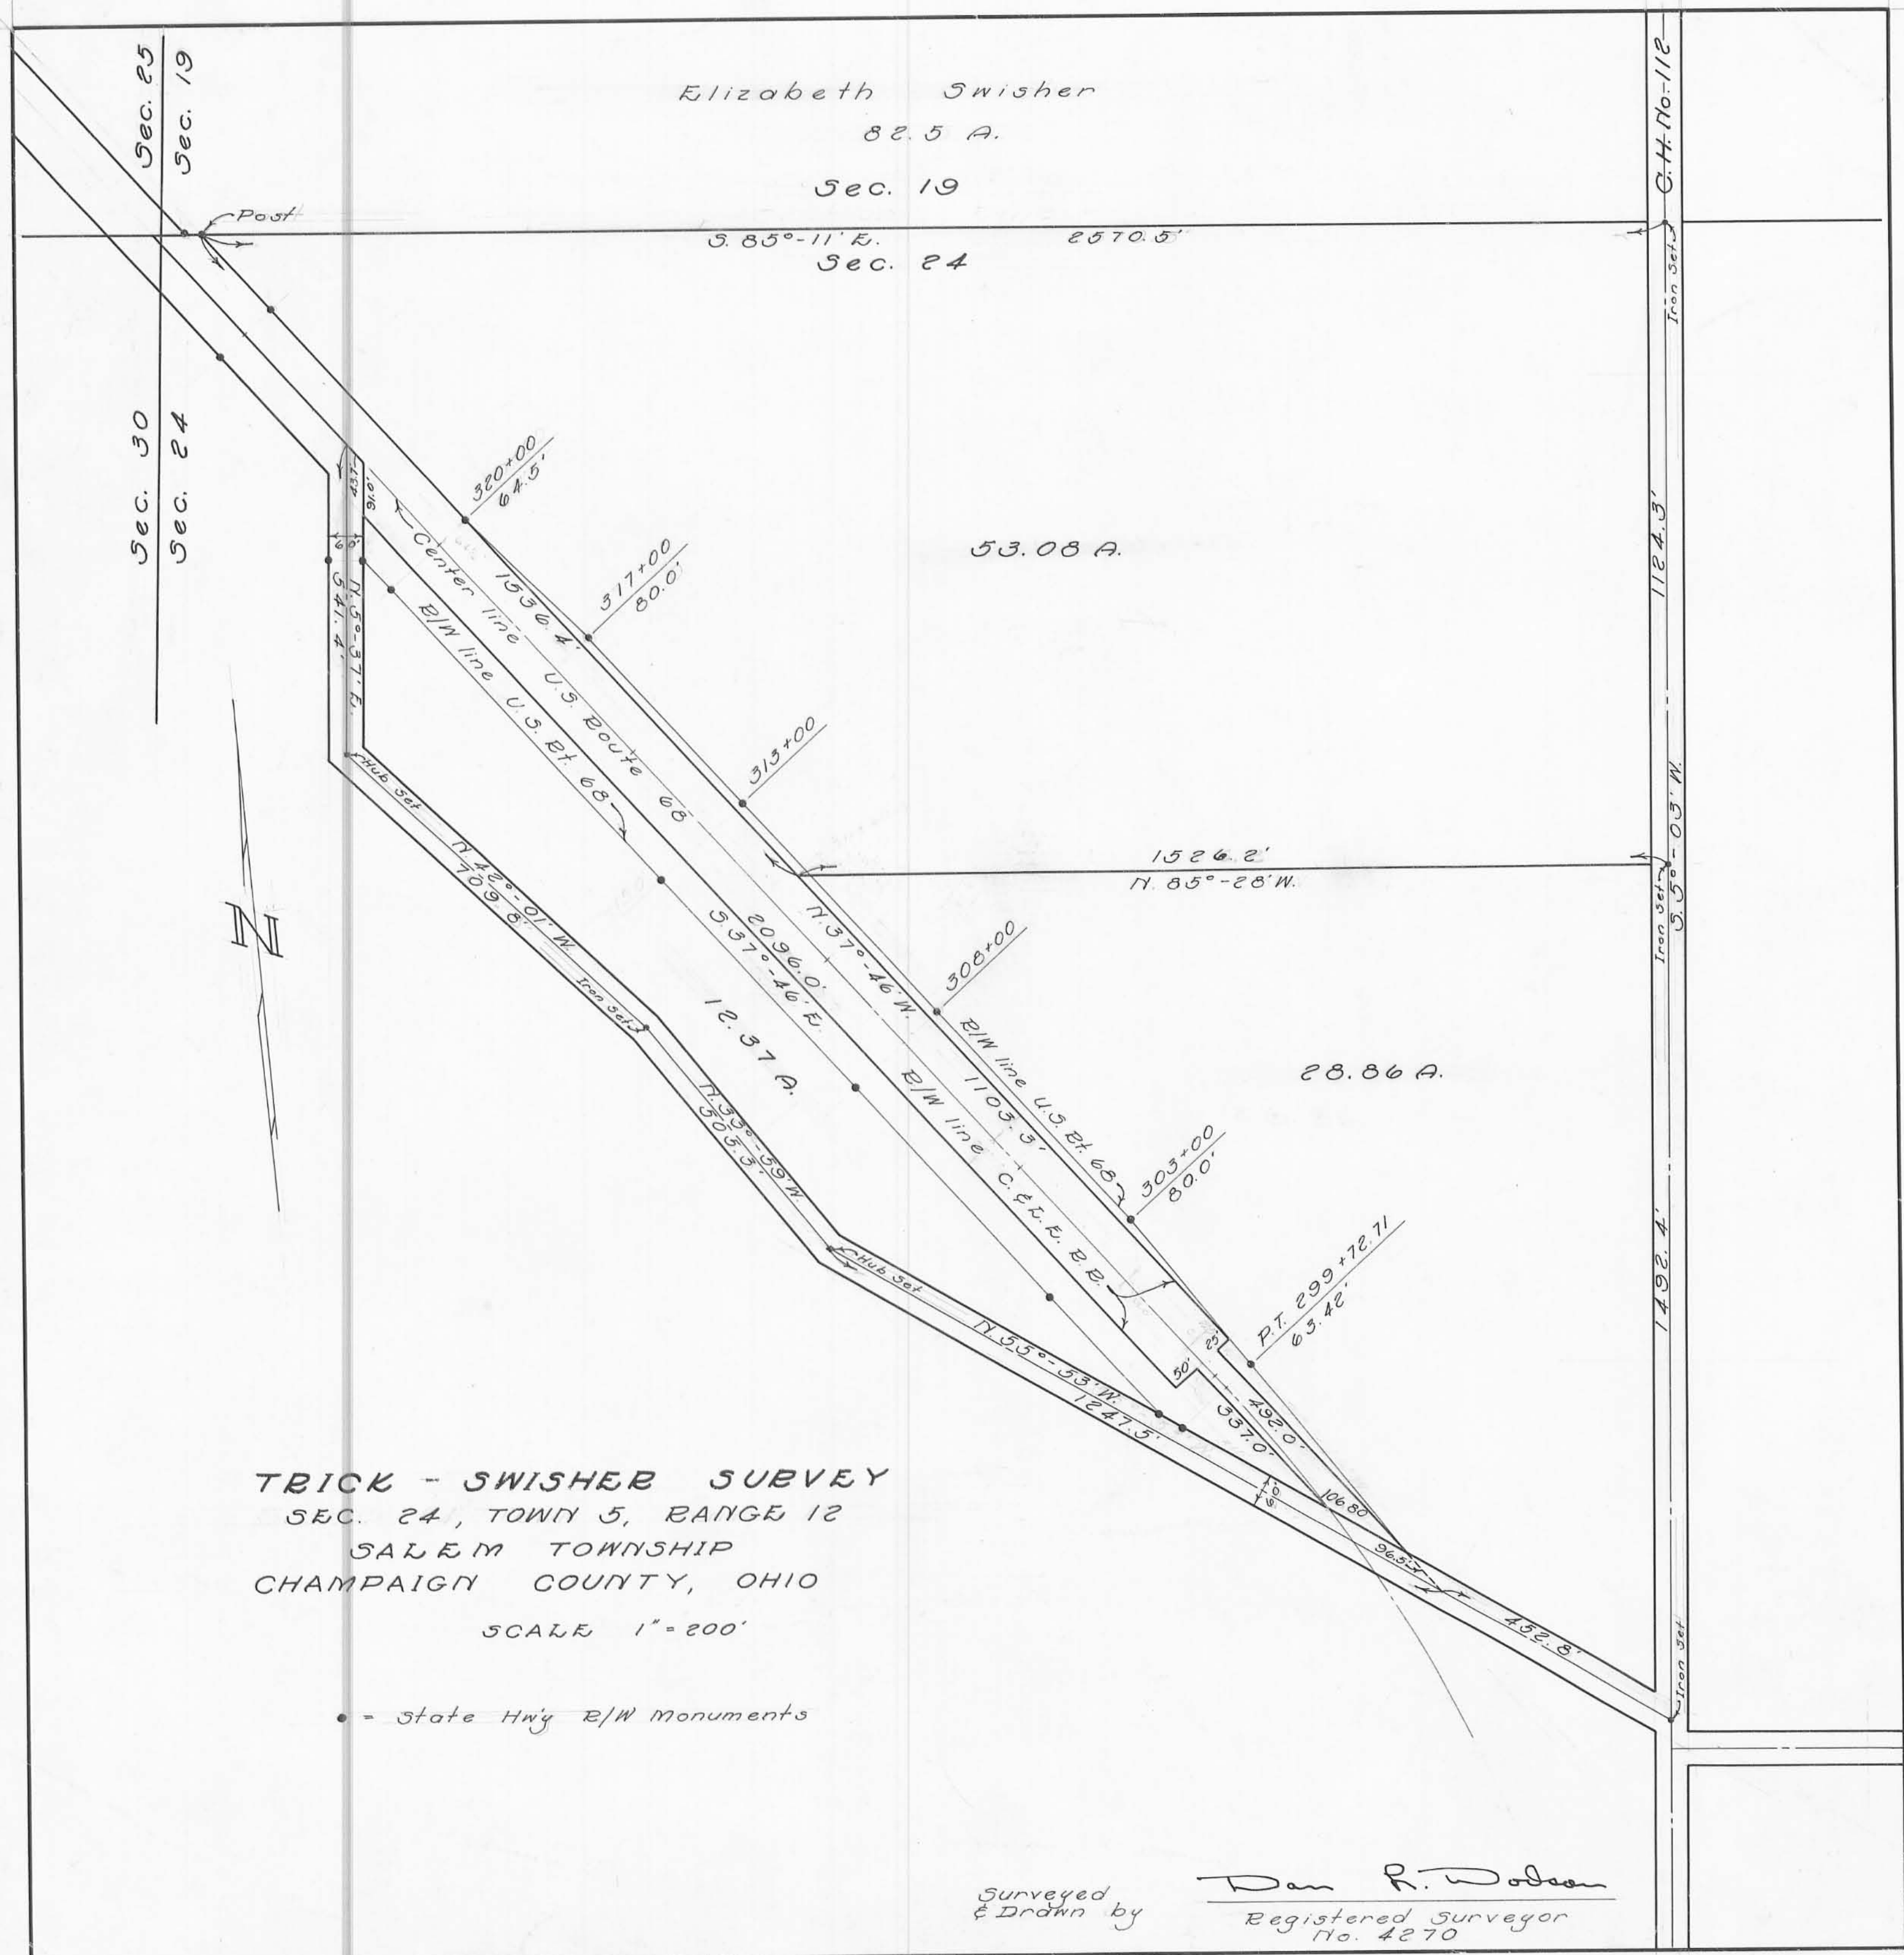 Sec. 25
Sec. 19
Elizabeth Swisher
82.5 A.
Sec. 19
C.H. No. 112
Post
S. 85°-11' E. 2570.5'
Sec. 24
Iron Set
Sec. 30
Sec. 24
320+00
64.5'
43.7'
91.0'
60'
N. 5°-37' E.
541.4'
Center line U.S. Route 68
1536.4'
317+00
80.0'
53.08 A.
1124.3'
R/W line U.S. Rt. 68
313+00
Hub Set
N. 42°-01' W.
709.8'
Iron Set
1526.2'
N. 85°-28' W.
Iron Set
S. 5°-03' W.
N
2096.0'
S. 37°-46' E.
N. 37°-46' W.
308+00
12.37 A.
R/W line U.S. Rt. 68
1103.3'
28.86 A.
N. 33°-59' W.
505.3'
R/W line C. & L.E. R.R.
303+00
80.0'
P.T. 299+72.71
63.42'
1492.4'
Hub Set
N. 55°-53' W.
1247.5'
25'
50'
492.0'
337.0'
60'
106.80
96.5'
452.8'
Iron Set
TRICK - SWISHER SURVEY
SEC. 24, TOWN 5, RANGE 12
SALEM TOWNSHIP
CHAMPAIGN COUNTY, OHIO
SCALE 1" = 200'
• = State Hw'y R/W Monuments
Surveyed
& Drawn by
Dan R. Dodson
Registered Surveyor
No. 4270